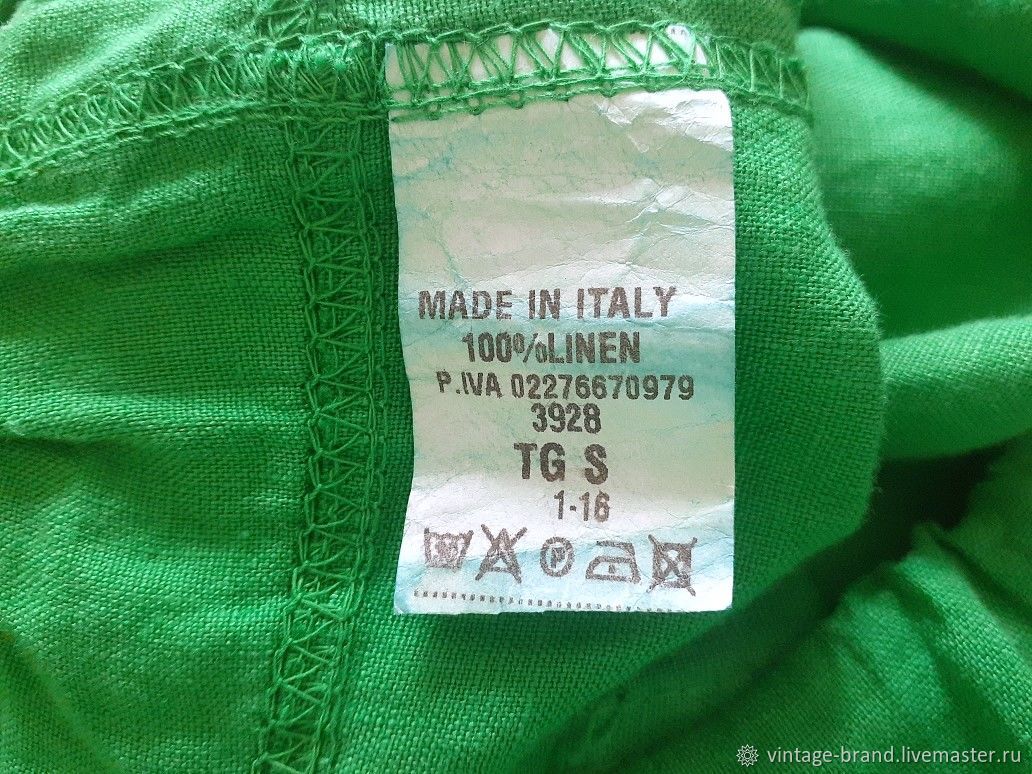 MADE IN ITALY
100%LINEN
P.IVA 02276670979
3928
TG S
1-16
P
vintage-brand.livemaster.ru